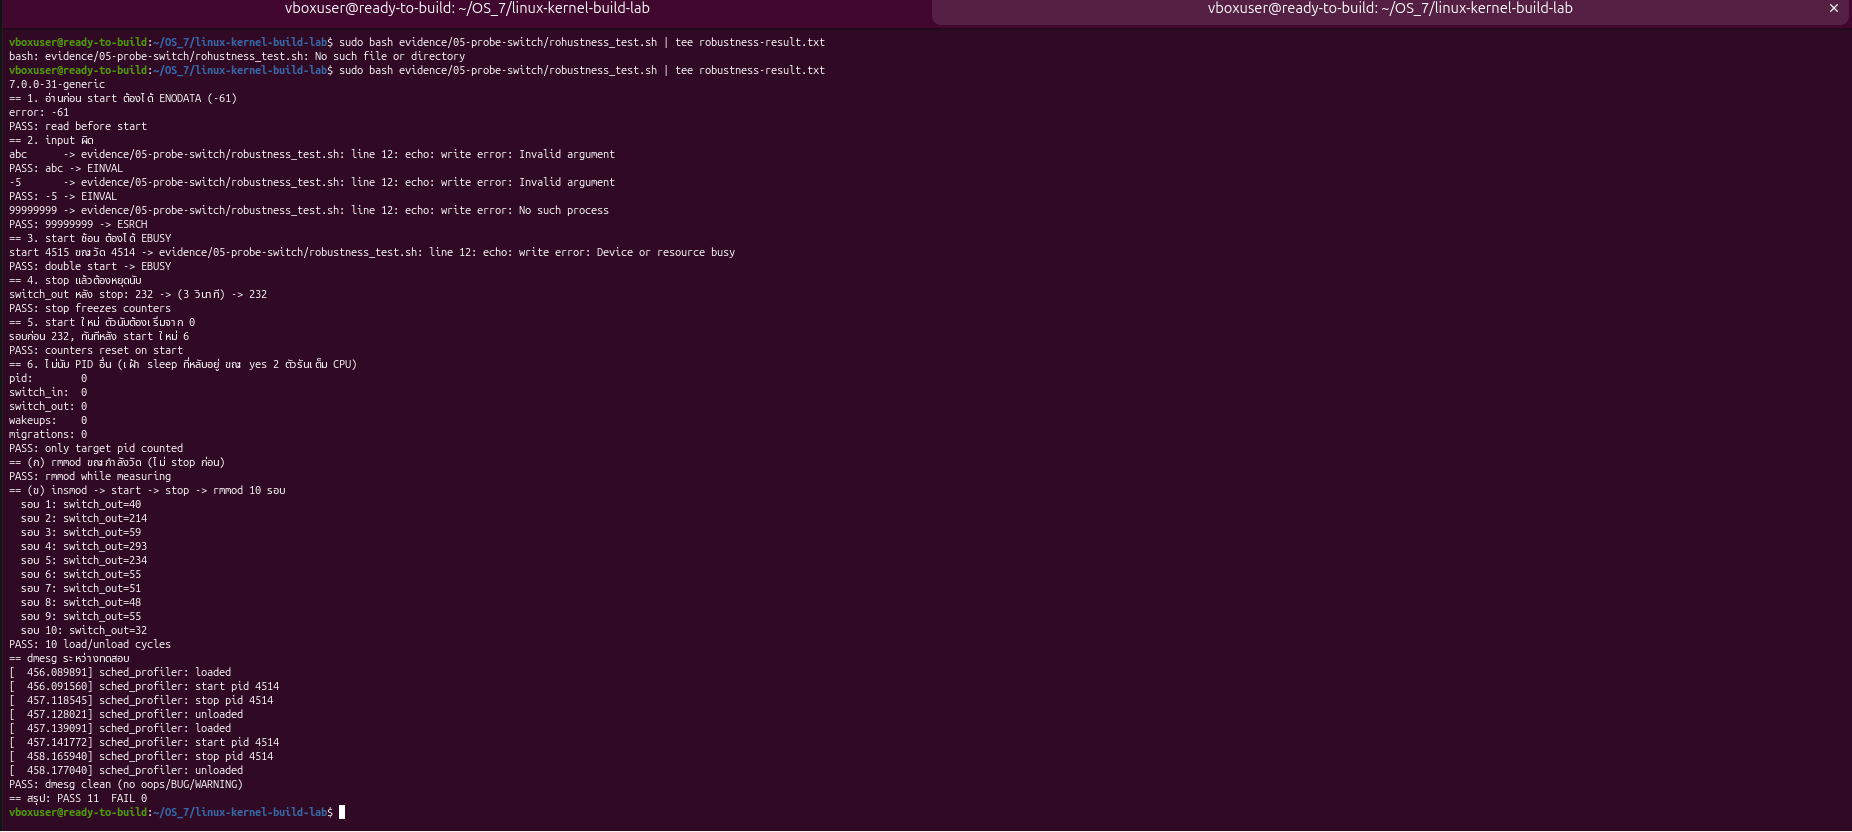 vboxuser@ready-to-build: ~/OS_7/linux-kernel-build-lab
vboxuser@ready-to-build: ~/OS_7/linux-kernel-build-lab ×
vboxuser@ready-to-build:~/OS_7/linux-kernel-build-lab$ sudo bash evidence/05-probe-switch/rohustness_test.sh | tee robustness-result.txt
bash: evidence/05-probe-switch/rohustness_test.sh: No such file or directory
vboxuser@ready-to-build:~/OS_7/linux-kernel-build-lab$ sudo bash evidence/05-probe-switch/robustness_test.sh | tee robustness-result.txt
7.0.0-31-generic
== 1. อ่านก่อน start ต้องได้ ENODATA (-61)
error: -61
PASS: read before start
== 2. input ผิด
abc      -> evidence/05-probe-switch/robustness_test.sh: line 12: echo: write error: Invalid argument
PASS: abc -> EINVAL
-5       -> evidence/05-probe-switch/robustness_test.sh: line 12: echo: write error: Invalid argument
PASS: -5 -> EINVAL
99999999 -> evidence/05-probe-switch/robustness_test.sh: line 12: echo: write error: No such process
PASS: 99999999 -> ESRCH
== 3. start ซ้อน ต้องได้ EBUSY
start 4515 ขณะวัด 4514 -> evidence/05-probe-switch/robustness_test.sh: line 12: echo: write error: Device or resource busy
PASS: double start -> EBUSY
== 4. stop แล้วต้องหยุดนับ
switch_out หลัง stop: 232 -> (3 วินาที) -> 232
PASS: stop freezes counters
== 5. start ใหม่ ตัวนับต้องเริ่มจาก 0
รอบก่อน 232, ทันทีหลัง start ใหม่ 6
PASS: counters reset on start
== 6. ไม่นับ PID อื่น (เฝ้า sleep ที่หลับอยู่ ขณะ yes 2 ตัวรันเต็ม CPU)
pid:        0
switch_in:  0
switch_out: 0
wakeups:    0
migrations: 0
PASS: only target pid counted
== (ก) rmmod ขณะกำลังวัด (ไม่ stop ก่อน)
PASS: rmmod while measuring
== (ข) insmod -> start -> stop -> rmmod 10 รอบ
  รอบ 1: switch_out=40
  รอบ 2: switch_out=214
  รอบ 3: switch_out=59
  รอบ 4: switch_out=293
  รอบ 5: switch_out=234
  รอบ 6: switch_out=55
  รอบ 7: switch_out=51
  รอบ 8: switch_out=48
  รอบ 9: switch_out=55
  รอบ 10: switch_out=32
PASS: 10 load/unload cycles
== dmesg ระหว่างทดสอบ
[  456.089891] sched_profiler: loaded
[  456.091560] sched_profiler: start pid 4514
[  457.118545] sched_profiler: stop pid 4514
[  457.128021] sched_profiler: unloaded
[  457.139091] sched_profiler: loaded
[  457.141772] sched_profiler: start pid 4514
[  458.165940] sched_profiler: stop pid 4514
[  458.177040] sched_profiler: unloaded
PASS: dmesg clean (no oops/BUG/WARNING)
== สรุป: PASS 11  FAIL 0
vboxuser@ready-to-build:~/OS_7/linux-kernel-build-lab$